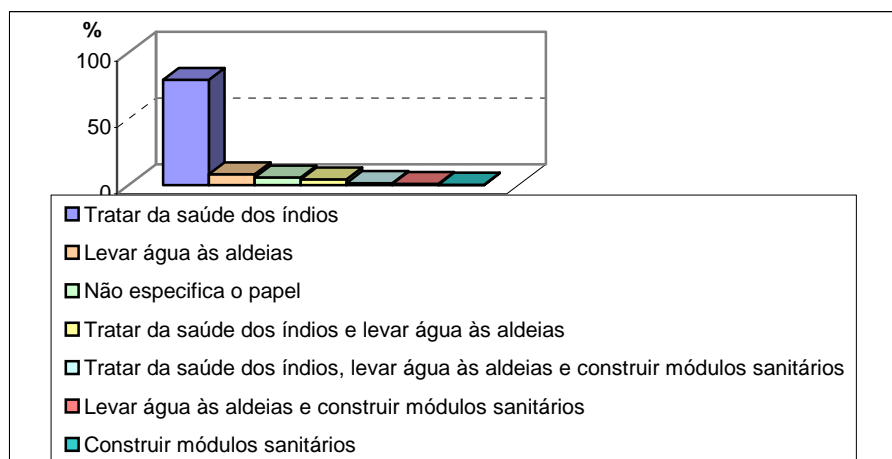 %
100
50
0
Tratar da saúde dos índios
Levar água às aldeias
Não especifica o papel
Tratar da saúde dos índios e levar água às aldeias
Tratar da saúde dos índios, levar água às aldeias e construir módulos sanitários
Levar água às aldeias e construir módulos sanitários
Construir módulos sanitários